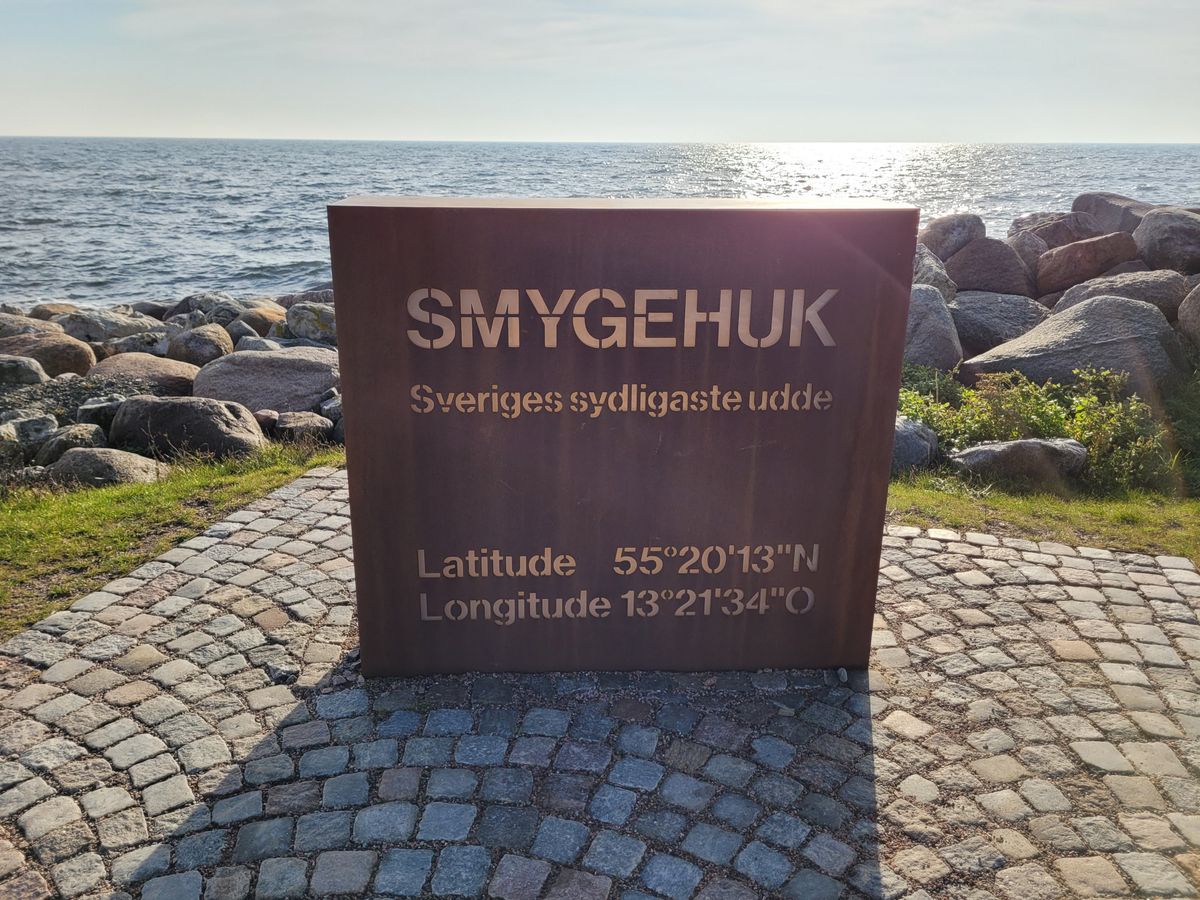 SMYGEHUK
Sveriges sydligaste udde
Latitude 55°20'13"N
Longitude 13°21'34"O